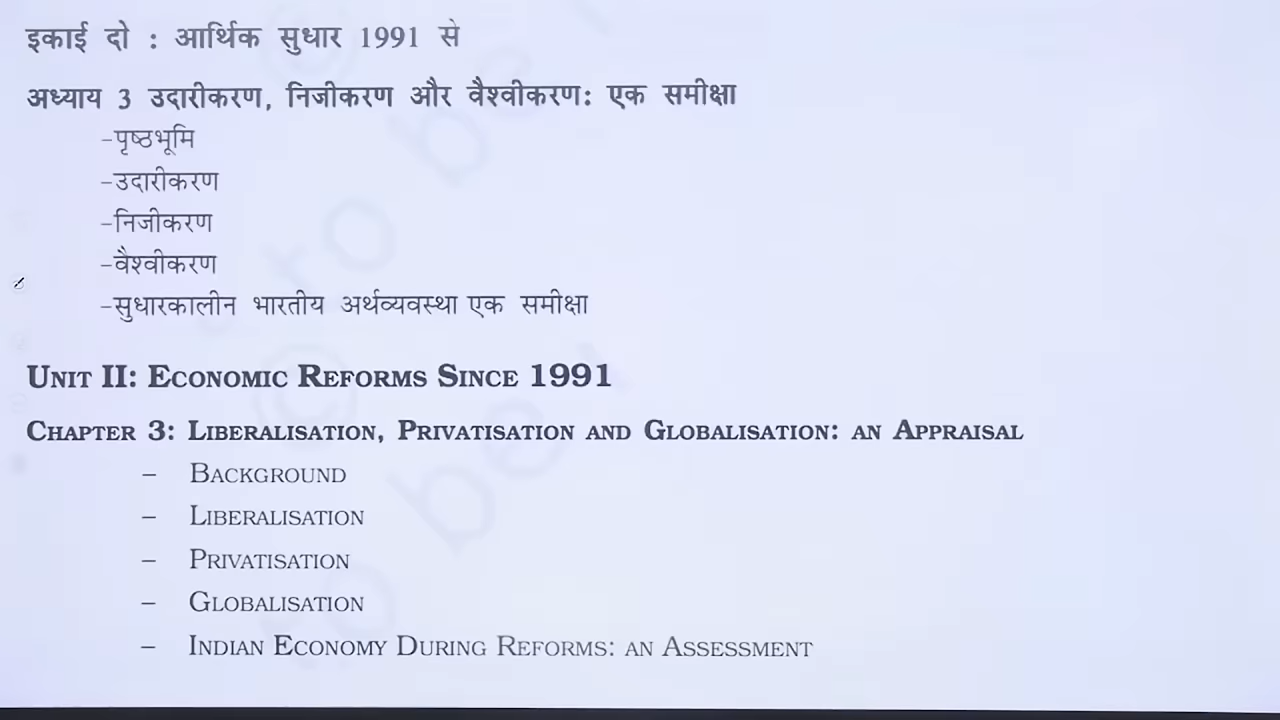 इकाई दो : आर्थिक सुधार 1991 से
अध्याय 3 उदारीकरण, निजीकरण और वैश्वीकरण: एक समीक्षा
-पृष्ठभूमि
-उदारीकरण
-निजीकरण
-वैश्वीकरण
-सुधारकालीन भारतीय अर्थव्यवस्था एक समीक्षा
UNIT II: ECONOMIC REFORMS SINCE 1991
CHAPTER 3: LIBERALISATION, PRIVATISATION AND GLOBALISATION: AN APPRAISAL
– BACKGROUND
– LIBERALISATION
– PRIVATISATION
– GLOBALISATION
– INDIAN ECONOMY DURING REFORMS: AN ASSESSMENT